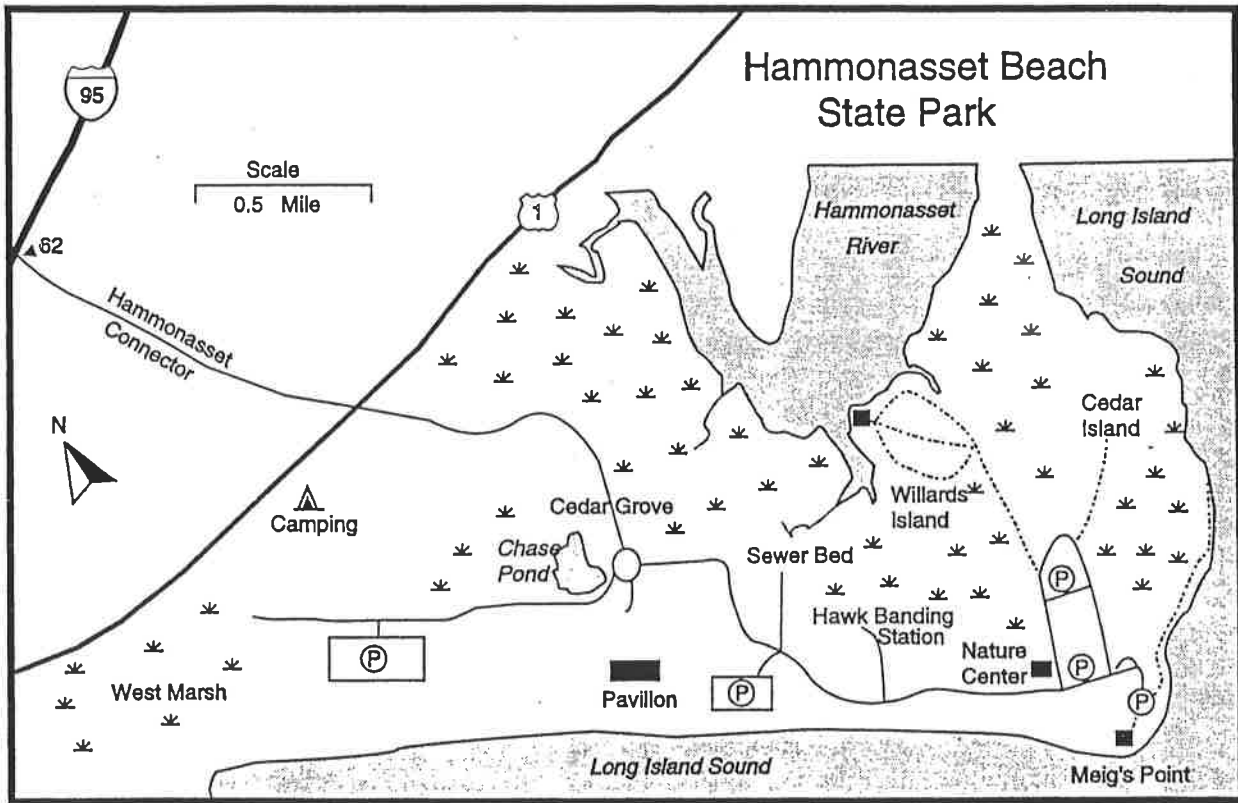 Hammonasset Beach
State Park
95
Scale
0.5 Mile
1
Hammonasset
River
Long Island
Sound
62
Hammonasset
Connector
N
Cedar
Island
Camping
Cedar Grove
Willards
Island
Chase
Pond
Sewer Bed
P
Hawk Banding
Station
Nature
Center
P
P
West Marsh
Pavillon
P
P
Long Island Sound
Meig's Point